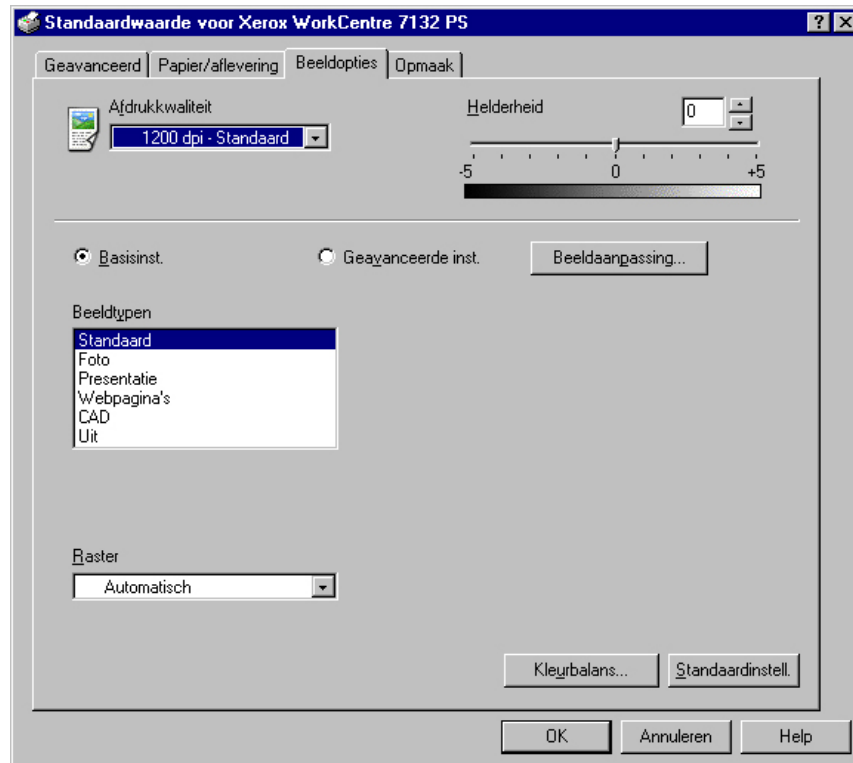 Standaardwaarde voor Xerox WorkCentre 7132 PS
Geavanceerd Papier/aflevering Beeldopties Opmaak
Afdrukkwaliteit Helderheid 0
1200 dpi - Standaard
-5 0 +5
Basisinst. Geavanceerde inst. Beeldaanpassing...
Beeldtypen
Standaard
Foto
Presentatie
Webpagina's
CAD
Uit
Raster
Automatisch
Kleurbalans... Standaardinstell.
OK Annuleren Help